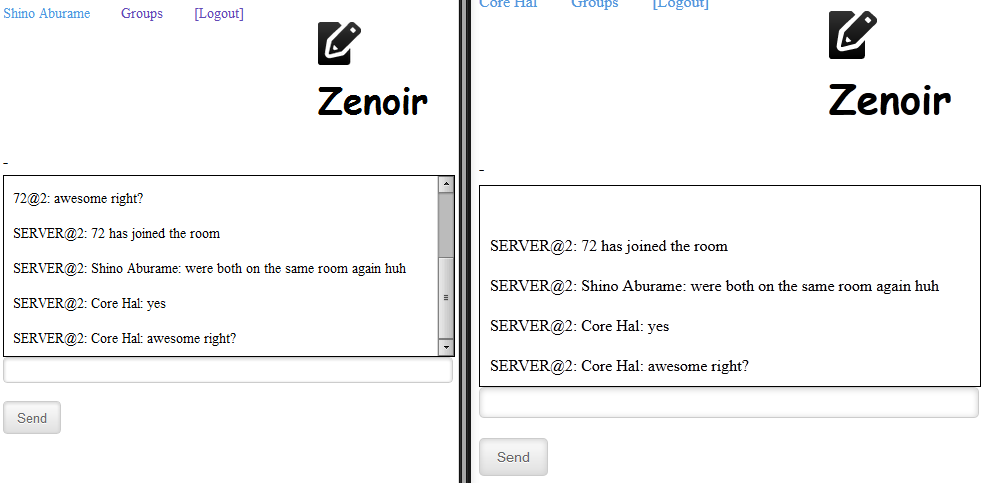 Shino Aburame Groups [Logout]
Zenoir
-
72@2: awesome right?
SERVER@2: 72 has joined the room
SERVER@2: Shino Aburame: were both on the same room again huh
SERVER@2: Core Hal: yes
SERVER@2: Core Hal: awesome right?
Send
Core Hal Groups [Logout]
Zenoir
-
SERVER@2: 72 has joined the room
SERVER@2: Shino Aburame: were both on the same room again huh
SERVER@2: Core Hal: yes
SERVER@2: Core Hal: awesome right?
Send